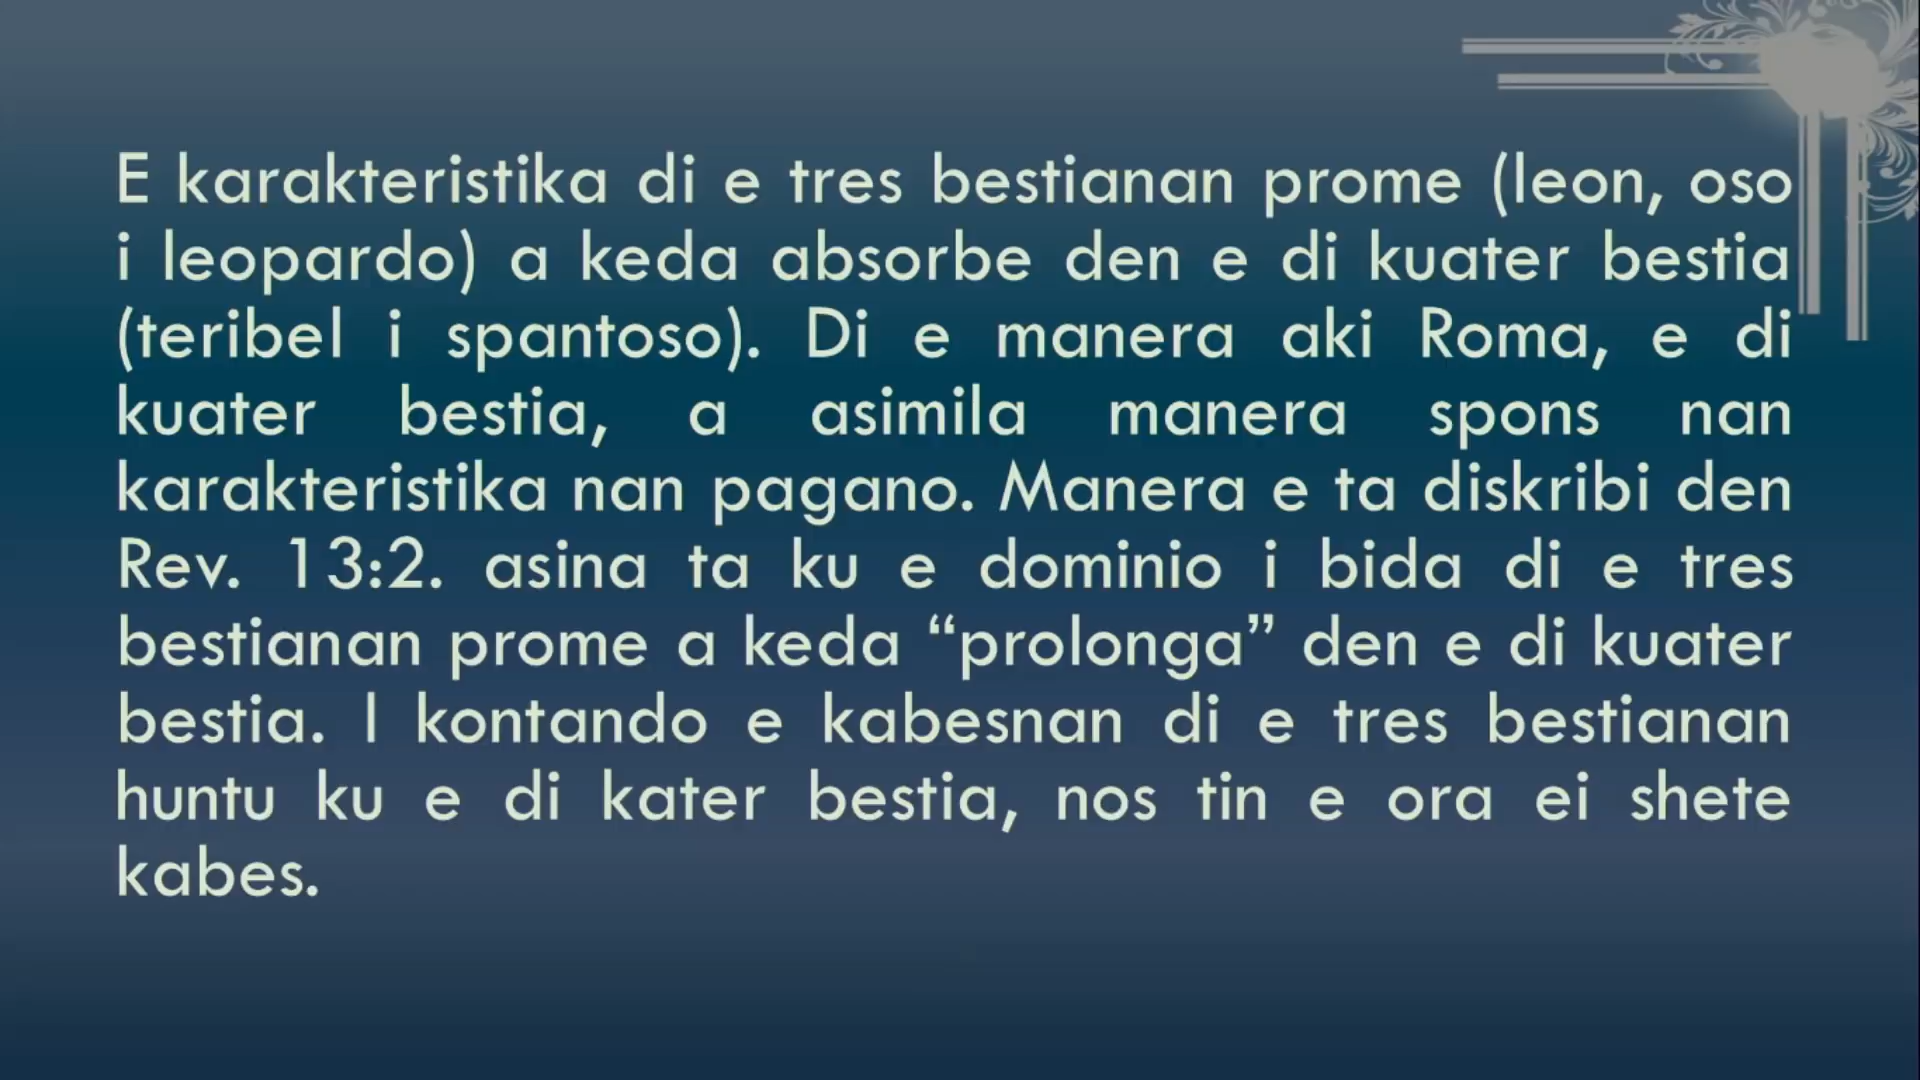 E karakteristika di e tres bestianan prome (leon, oso
i leopardo) a keda absorbe den e di kuater bestia
(teribel i spantoso). Di e manera aki Roma, e di
kuater bestia, a asimila manera spons nan
karakteristika nan pagano. Manera e ta diskribi den
Rev. 13:2. asina ta ku e dominio i bida di e tres
bestianan prome a keda “prolonga” den e di kuater
bestia. I kontando e kabesnan di e tres bestianan
huntu ku e di kater bestia, nos tin e ora ei shete
kabes.